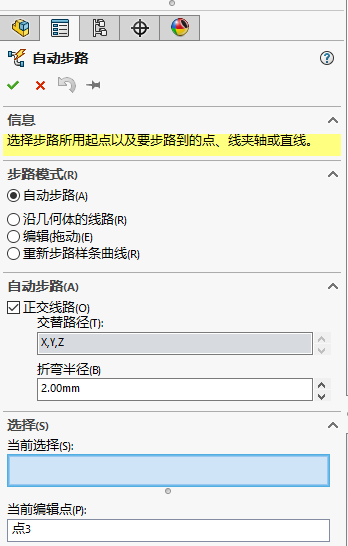 自动步路
信息
选择步路所用起点以及要步路到的点、线夹轴或直线。
步路模式(R)
自动步路(A)
沿几何体的线路(R)
编辑(拖动)(E)
重新步路样条曲线(R)
自动步路(A)
正交线路(O)
交替路径(T):
X,Y,Z
折弯半径(B)
2.00mm
选择(S)
当前选择(S):
当前编辑点(P):
点3